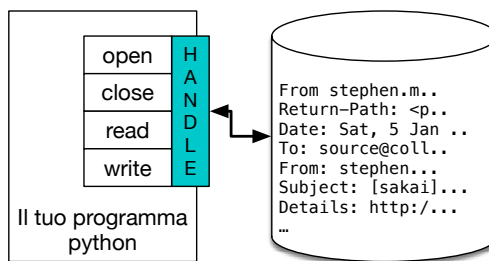 open
close
read
write
HANDLE
Il tuo programma
python
From stephen.m..
Return-Path: <p..
Date: Sat, 5 Jan ..
To: source@coll..
From: stephen...
Subject: [sakai]...
Details: http:/...
…